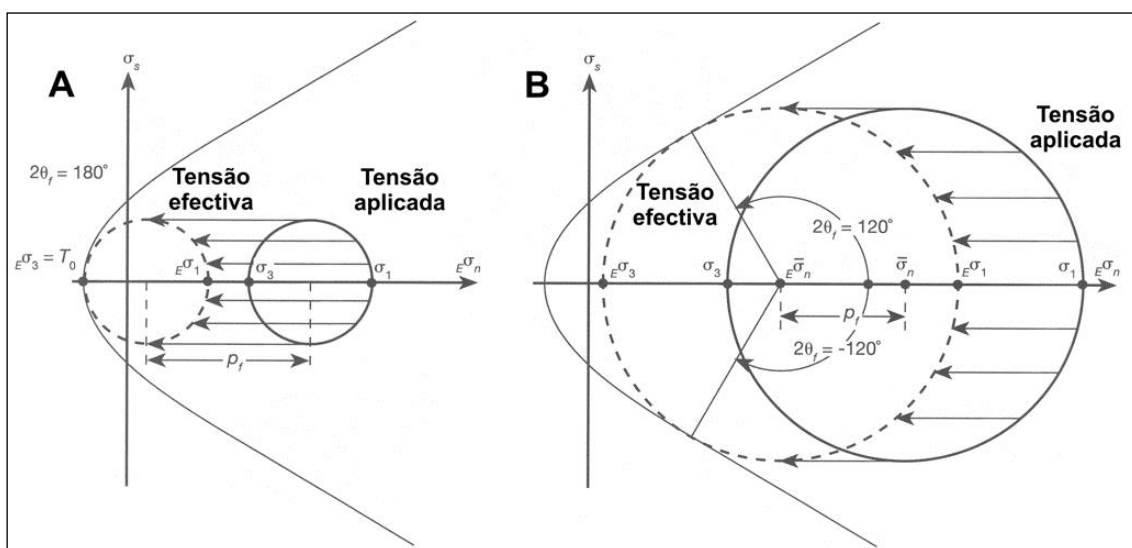 A
σs
2θf = 180°
Tensão
efectiva
Tensão
aplicada
Eσ3 = T0
Eσ1
σ3
σ1
Eσn
pf
B
σs
Tensão
aplicada
Tensão
efectiva
2θf = 120°
Eσ3
σ3
Eσ̅n
σ̅n
Eσ1
σ1
Eσn
pf
2θf = -120°